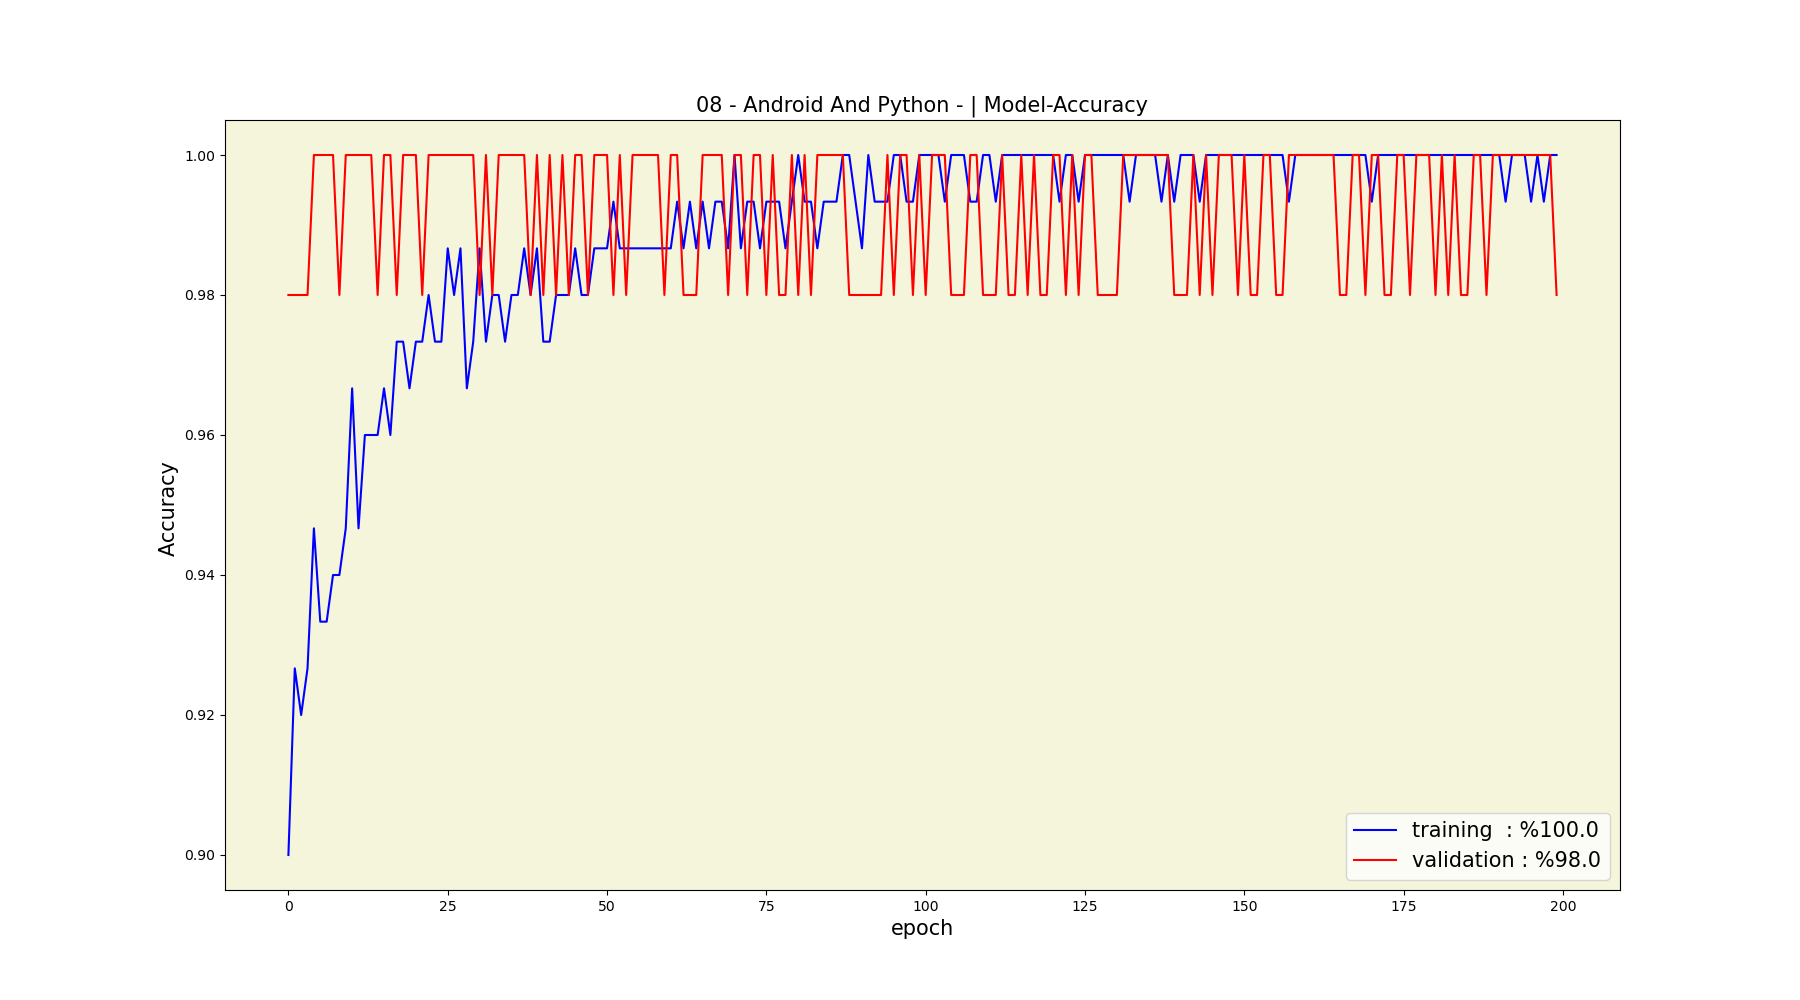 08 - Android And Python - | Model-Accuracy
1.00
0.98
0.96
0.94
0.92
0.90
Accuracy
training : %100.0
validation : %98.0
0 25 50 75 100 125 150 175 200
epoch